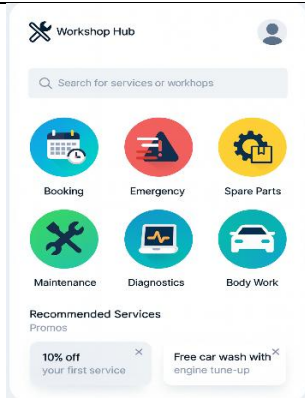 Workshop Hub
Search for services or workhops
Booking Emergency Spare Parts
Maintenance Diagnostics Body Work
Recommended Services
Promos
10% off ×
your first service
Free car wash with ×
engine tune-up